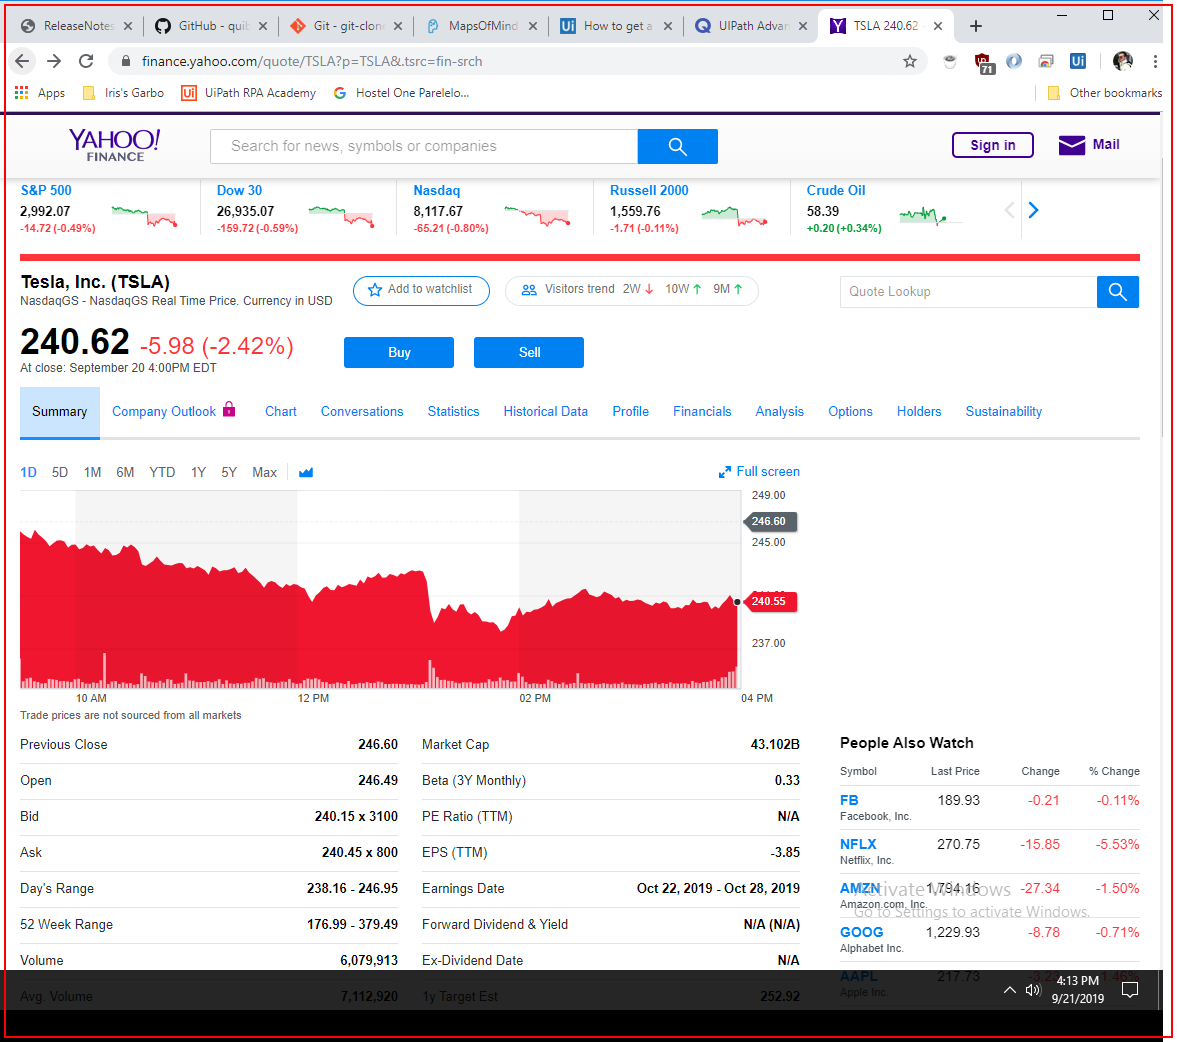 ReleaseNotes
GitHub - quib
Git - git-clone
MapsOfMind
How to get a
UIPath Advan
TSLA 240.62
finance.yahoo.com/quote/TSLA?p=TSLA&.tsrc=fin-srch
71
Ui
Apps
Iris's Garbo
Ui
UiPath RPA Academy
Hostel One Parelelo...
Other bookmarks
YAHOO!
FINANCE
Search for news, symbols or companies
Sign in
Mail
S&P 500
2,992.07
-14.72 (-0.49%)
Dow 30
26,935.07
-159.72 (-0.59%)
Nasdaq
8,117.67
-65.21 (-0.80%)
Russell 2000
1,559.76
-1.71 (-0.11%)
Crude Oil
58.39
+0.20 (+0.34%)
Tesla, Inc. (TSLA)
NasdaqGS - NasdaqGS Real Time Price. Currency in USD
Add to watchlist
Visitors trend 2W ↓ 10W ↑ 9M ↑
Quote Lookup
240.62 -5.98 (-2.42%)
At close: September 20 4:00PM EDT
Buy
Sell
Summary
Company Outlook
Chart
Conversations
Statistics
Historical Data
Profile
Financials
Analysis
Options
Holders
Sustainability
1D 5D 1M 6M YTD 1Y 5Y Max
Full screen
249.00
246.60
245.00
240.55
237.00
10 AM 12 PM 02 PM 04 PM
Trade prices are not sourced from all markets
Previous Close 246.60
Open 246.49
Bid 240.15 x 3100
Ask 240.45 x 800
Day's Range 238.16 - 246.95
52 Week Range 176.99 - 379.49
Volume 6,079,913
Avg. Volume 7,112,920
Market Cap 43.102B
Beta (3Y Monthly) 0.33
PE Ratio (TTM) N/A
EPS (TTM) -3.85
Earnings Date Oct 22, 2019 - Oct 28, 2019
Forward Dividend & Yield N/A (N/A)
Ex-Dividend Date N/A
1y Target Est 252.92
People Also Watch
Symbol Last Price Change % Change
FB 189.93 -0.21 -0.11%
Facebook, Inc.
NFLX 270.75 -15.85 -5.53%
Netflix, Inc.
AMZN 1,794.16 -27.34 -1.50%
Amazon.com, Inc.
GOOG 1,229.93 -8.78 -0.71%
Alphabet Inc.
AAPL 217.73 -3.23 -1.46%
Apple Inc.
Activate Windows
Go to Settings to activate Windows.
4:13 PM
9/21/2019